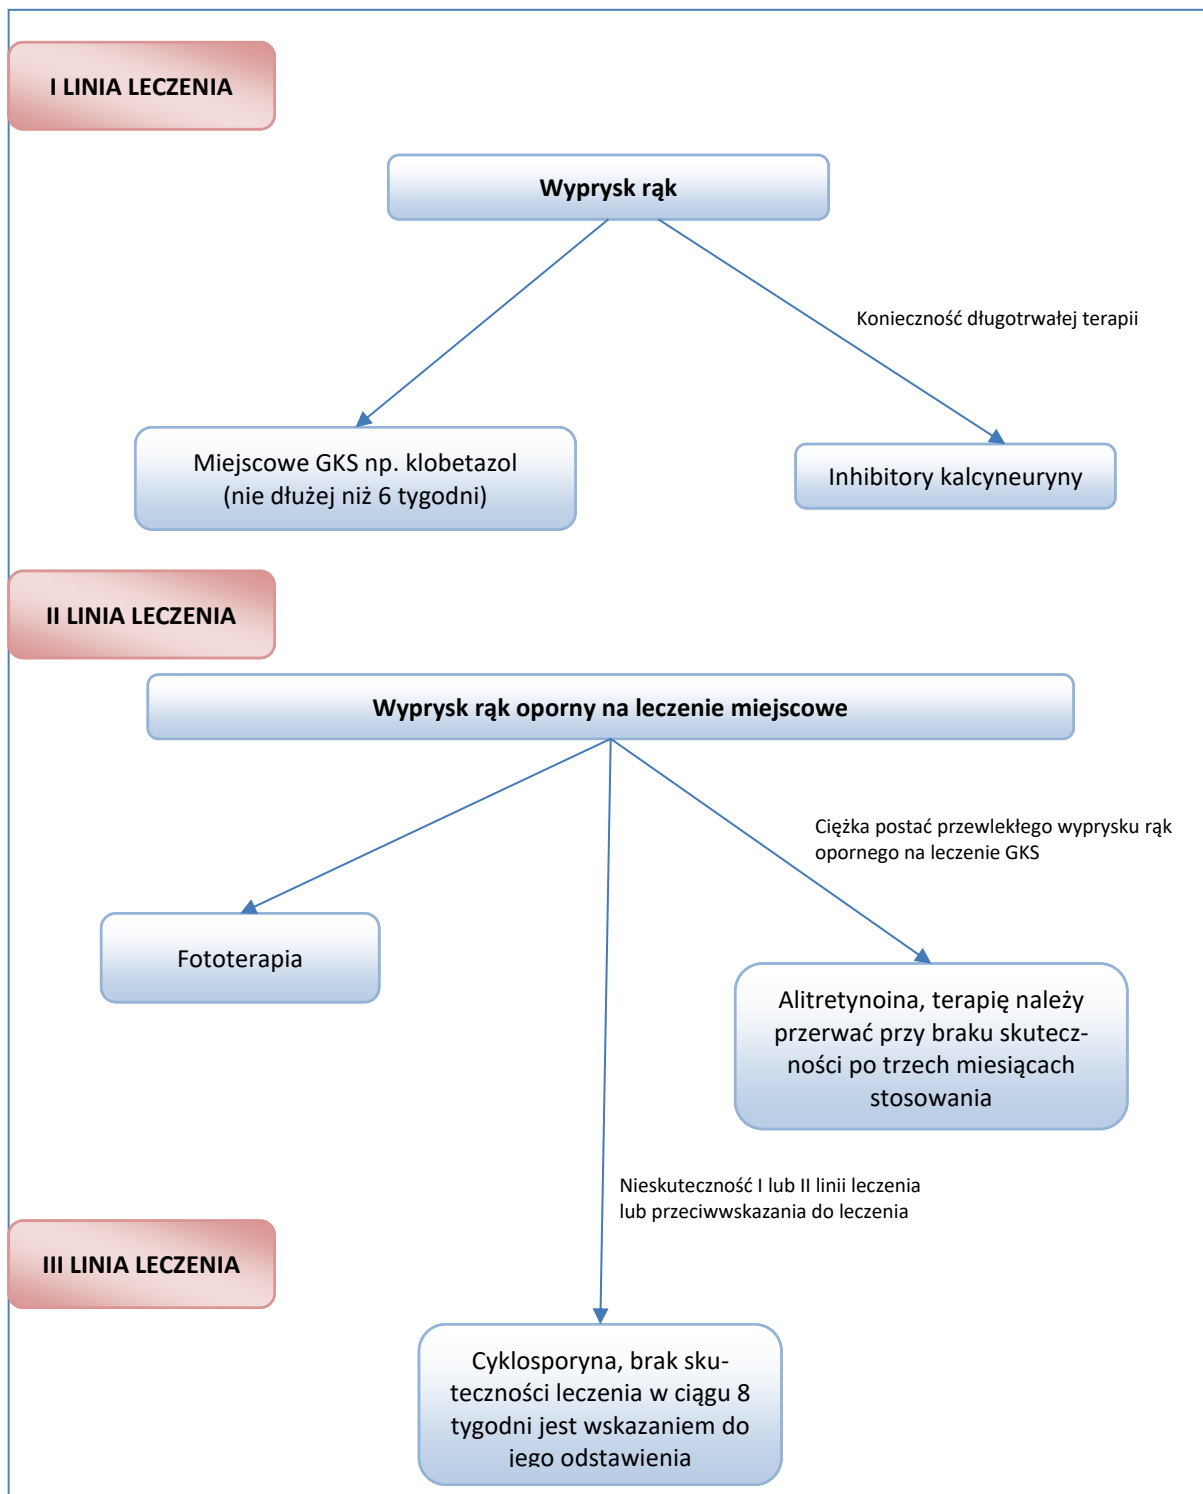 I LINIA LECZENIA
Wyprysk rąk
Konieczność długotrwałej terapii
Miejscowe GKS np. klobetazol
(nie dłużej niż 6 tygodni)
Inhibitory kalcyneuryny
II LINIA LECZENIA
Wyprysk rąk oporny na leczenie miejscowe
Ciężka postać przewlekłego wyprysku rąk
opornego na leczenie GKS
Fototerapia
Alitretynoina, terapię należy
przerwać przy braku skutecz-
ności po trzech miesiącach
stosowania
Nieskuteczność I lub II linii leczenia
lub przeciwwskazania do leczenia
III LINIA LECZENIA
Cyklosporyna, brak sku-
teczności leczenia w ciągu 8
tygodni jest wskazaniem do
jego odstawienia